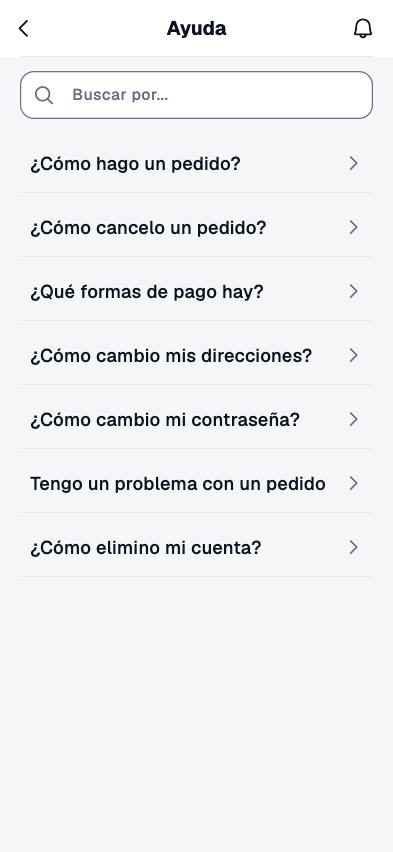 Ayuda
Buscar por...
¿Cómo hago un pedido?
¿Cómo cancelo un pedido?
¿Qué formas de pago hay?
¿Cómo cambio mis direcciones?
¿Cómo cambio mi contraseña?
Tengo un problema con un pedido
¿Cómo elimino mi cuenta?